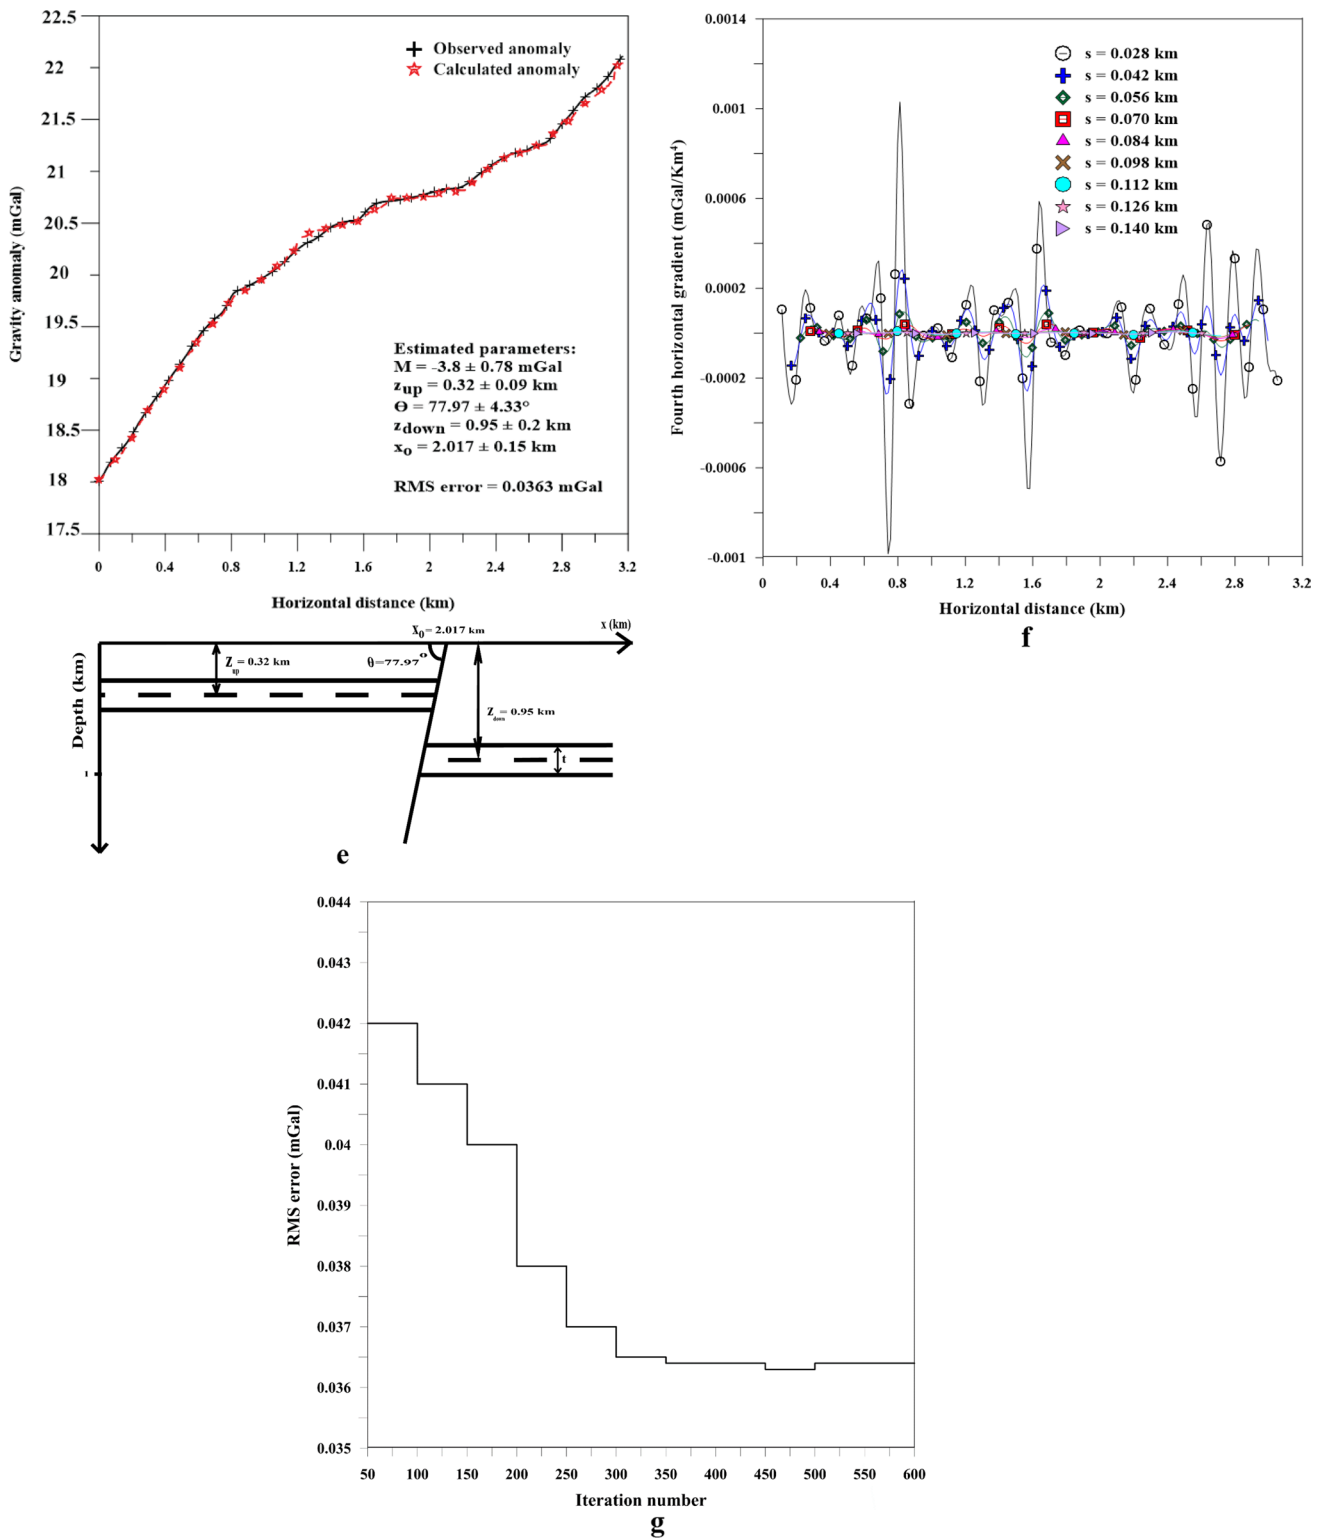 22.5
22
21.5
21
20.5
20
19.5
19
18.5
18
17.5
Gravity anomaly (mGal)
Observed anomaly
Calculated anomaly
Estimated parameters:
M = -3.8 ± 0.78 mGal
zup = 0.32 ± 0.09 km
Θ = 77.97 ± 4.33°
zdown = 0.95 ± 0.2 km
xo = 2.017 ± 0.15 km
RMS error = 0.0363 mGal
0 0.4 0.8 1.2 1.6 2 2.4 2.8 3.2
Horizontal distance (km)
X0 = 2.017 km
x (km)
θ=77.97°
Zup = 0.32 km
Zdown = 0.95 km
t
Depth (km)
1
e
0.0014
0.001
0.0006
0.0002
-0.0002
-0.0006
-0.001
Fourth horizontal gradient (mGal/Km⁴)
s = 0.028 km
s = 0.042 km
s = 0.056 km
s = 0.070 km
s = 0.084 km
s = 0.098 km
s = 0.112 km
s = 0.126 km
s = 0.140 km
0 0.4 0.8 1.2 1.6 2 2.4 2.8 3.2
Horizontal distance (km)
f
0.044
0.043
0.042
0.041
0.04
0.039
0.038
0.037
0.036
0.035
RMS error (mGal)
50 100 150 200 250 300 350 400 450 500 550 600
Iteration number
g